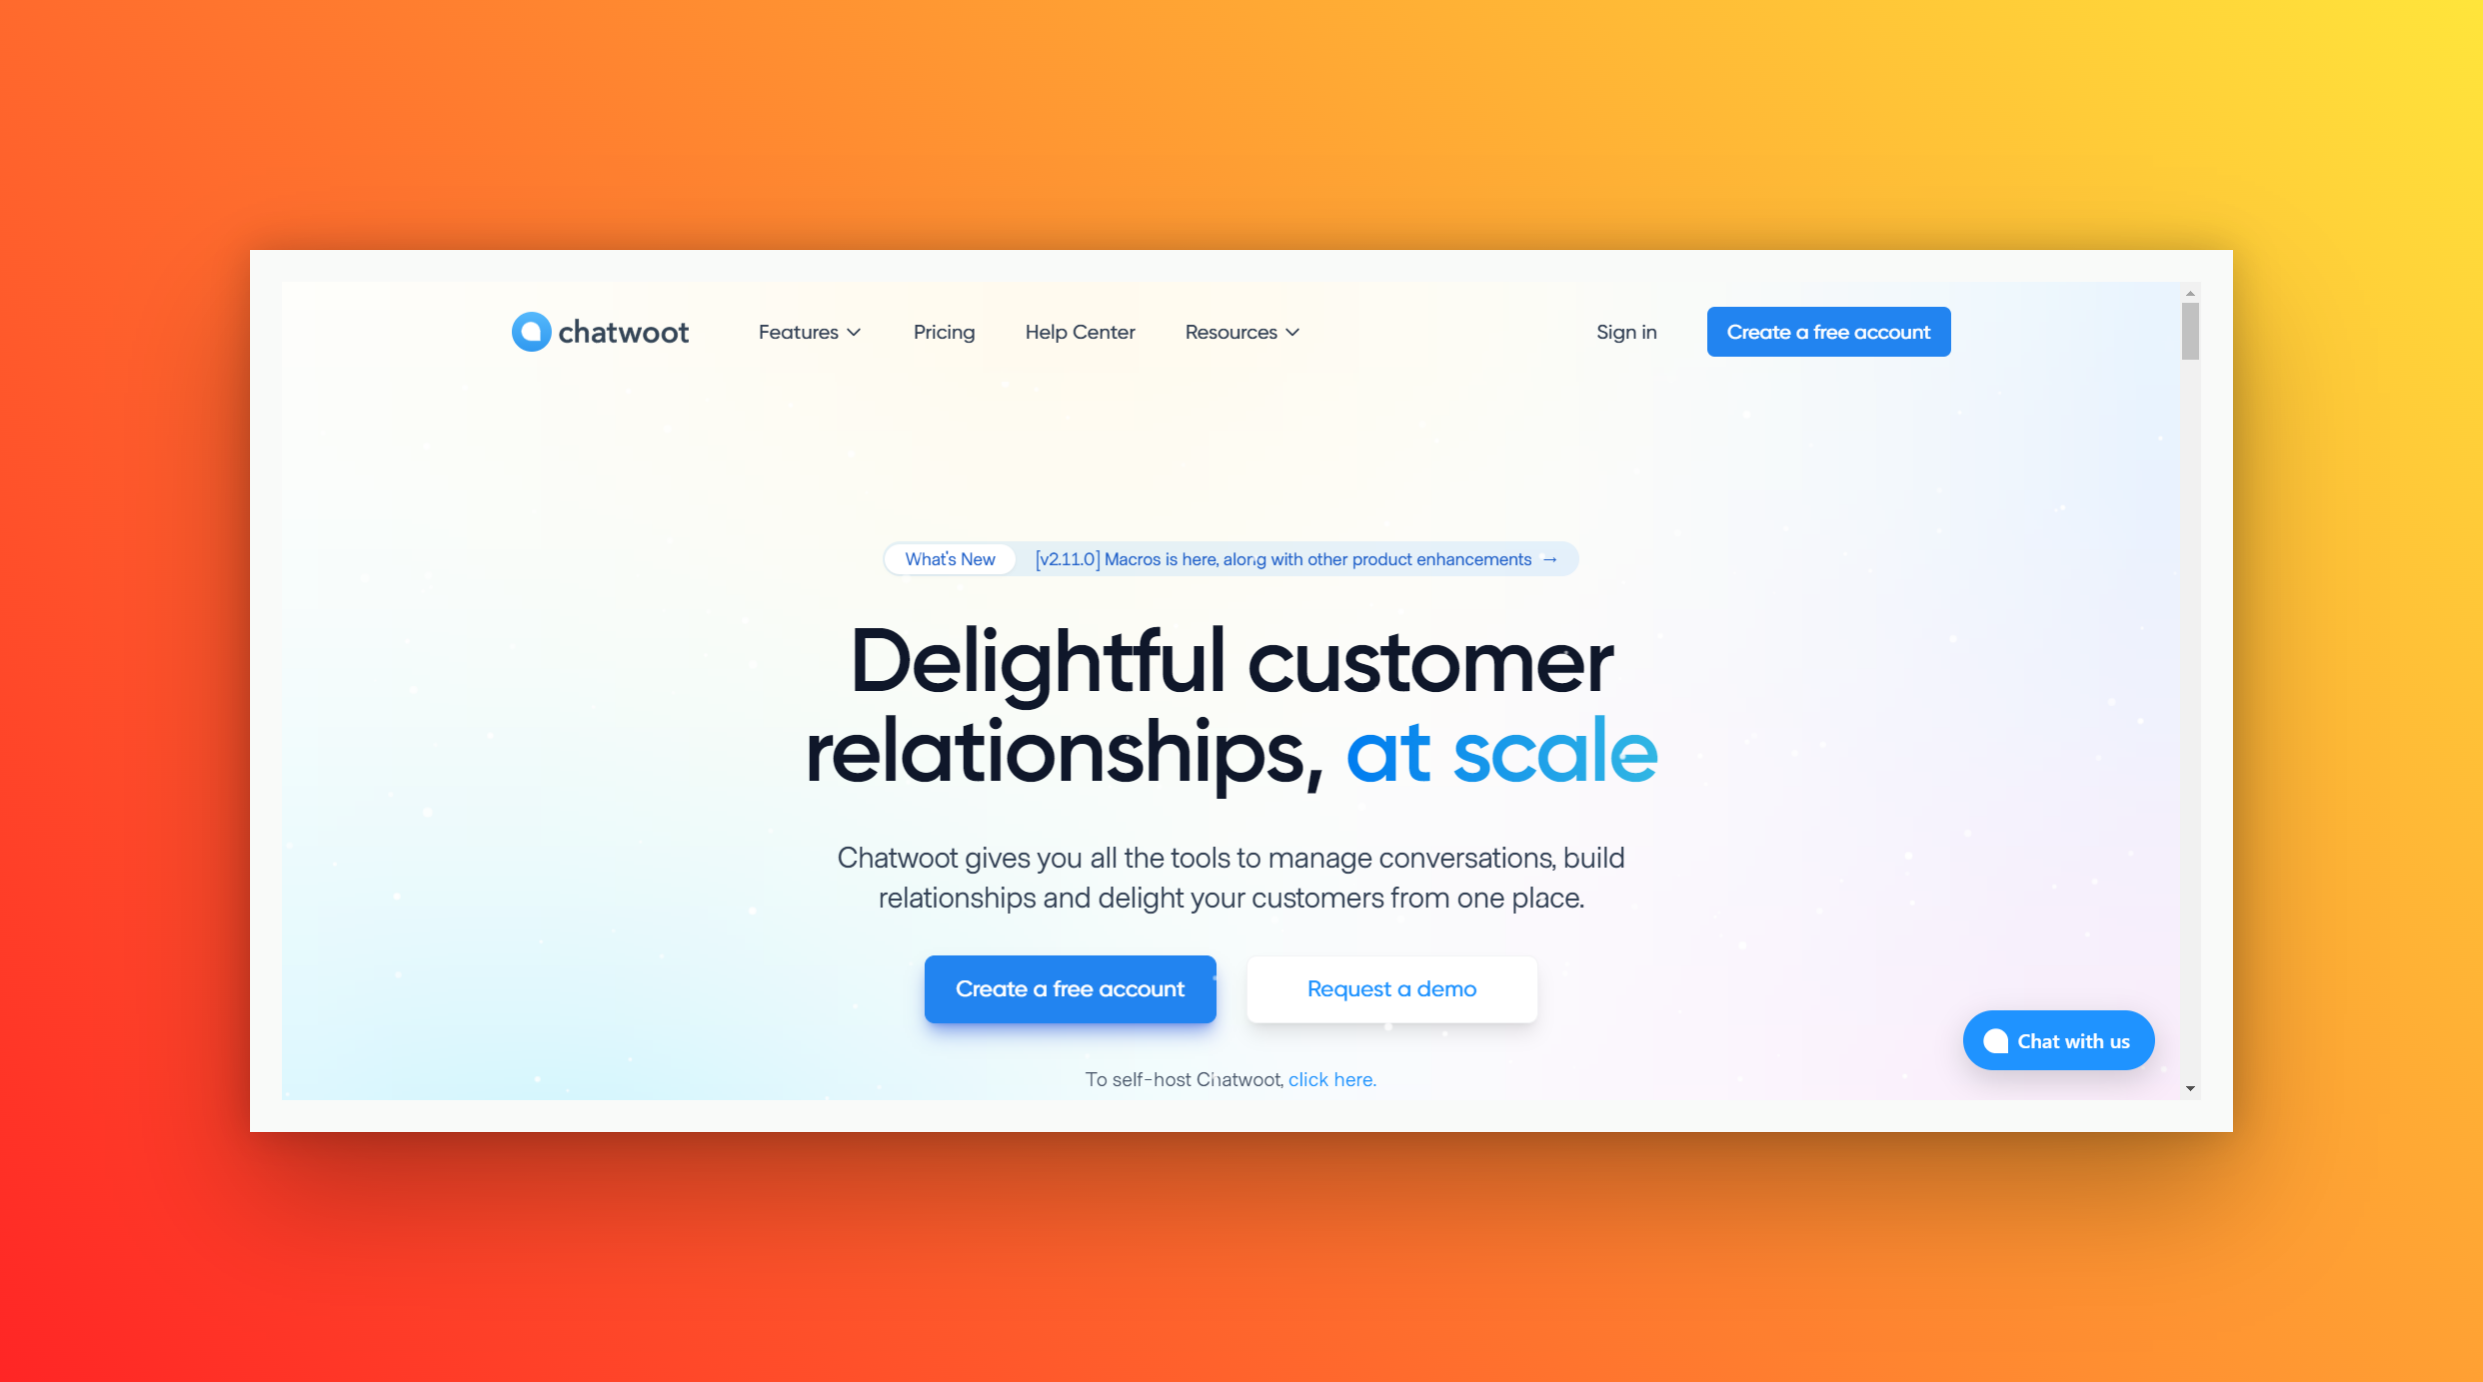 chatwoot
Features
Pricing
Help Center
Resources
Sign in
Create a free account
What's New
[v2.11.0] Macros is here, along with other product enhancements →
Delightful customer
relationships, at scale
Chatwoot gives you all the tools to manage conversations, build
relationships and delight your customers from one place.
Create a free account
Request a demo
Chat with us
To self-host Chatwoot, click here.